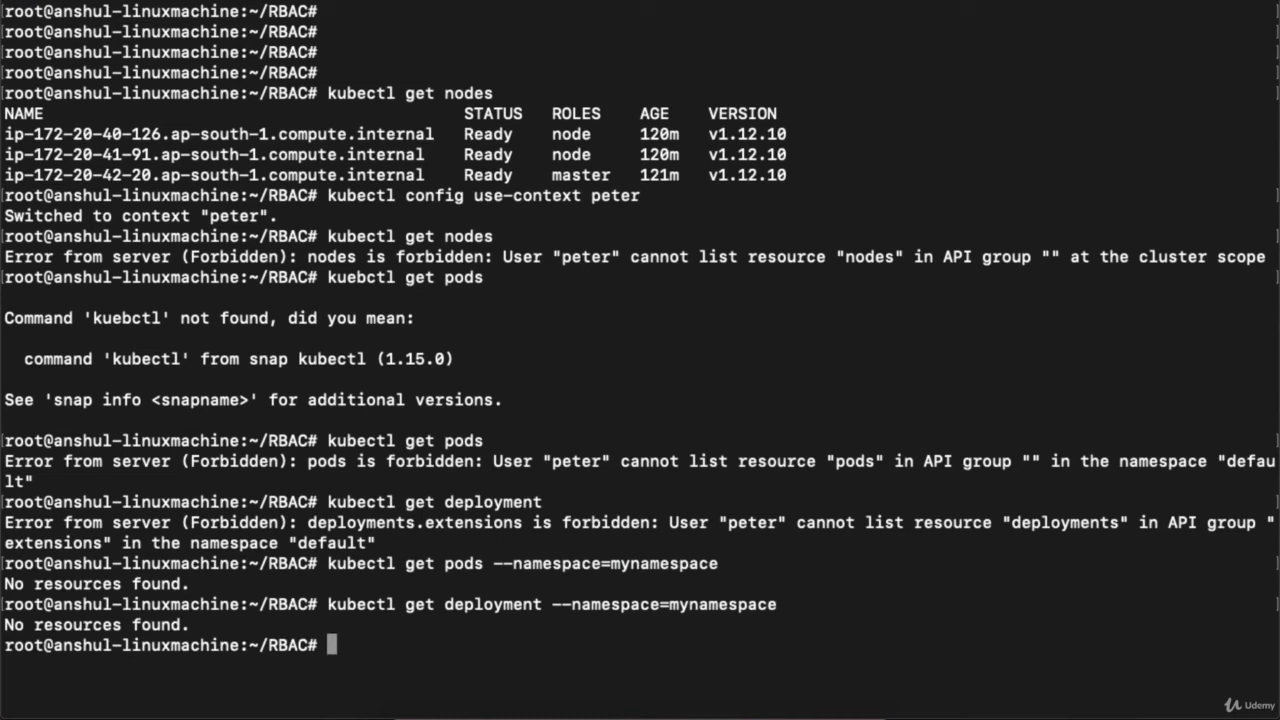 root@anshul-linuxmachine:~/RBAC#
root@anshul-linuxmachine:~/RBAC#
root@anshul-linuxmachine:~/RBAC#
root@anshul-linuxmachine:~/RBAC#
root@anshul-linuxmachine:~/RBAC# kubectl get nodes
NAME STATUS ROLES AGE VERSION
ip-172-20-40-126.ap-south-1.compute.internal Ready node 120m v1.12.10
ip-172-20-41-91.ap-south-1.compute.internal Ready node 120m v1.12.10
ip-172-20-42-20.ap-south-1.compute.internal Ready master 121m v1.12.10
root@anshul-linuxmachine:~/RBAC# kubectl config use-context peter
Switched to context "peter".
root@anshul-linuxmachine:~/RBAC# kubectl get nodes
Error from server (Forbidden): nodes is forbidden: User "peter" cannot list resource "nodes" in API group "" at the cluster scope
root@anshul-linuxmachine:~/RBAC# kuebctl get pods
Command 'kuebctl' not found, did you mean:
command 'kubectl' from snap kubectl (1.15.0)
See 'snap info <snapname>' for additional versions.
root@anshul-linuxmachine:~/RBAC# kubectl get pods
Error from server (Forbidden): pods is forbidden: User "peter" cannot list resource "pods" in API group "" in the namespace "defau
lt"
root@anshul-linuxmachine:~/RBAC# kubectl get deployment
Error from server (Forbidden): deployments.extensions is forbidden: User "peter" cannot list resource "deployments" in API group "
extensions" in the namespace "default"
root@anshul-linuxmachine:~/RBAC# kubectl get pods --namespace=mynamespace
No resources found.
root@anshul-linuxmachine:~/RBAC# kubectl get deployment --namespace=mynamespace
No resources found.
root@anshul-linuxmachine:~/RBAC#
Udemy